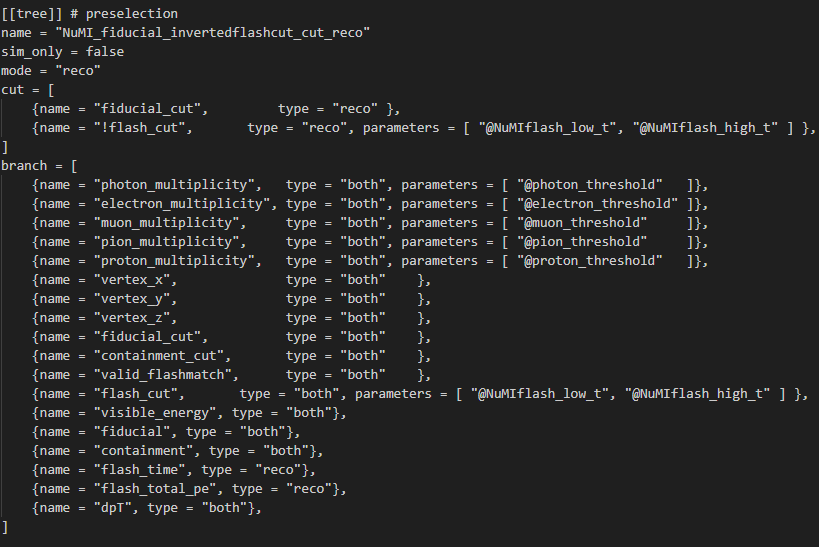 [[tree]] # preselection
name = "NuMI_fiducial_invertedflashcut_cut_reco"
sim_only = false
mode = "reco"
cut = [
    {name = "fiducial_cut",         type = "reco" },
    {name = "!flash_cut",       type = "reco", parameters = [ "@NuMIflash_low_t", "@NuMIflash_high_t" ] },
]
branch = [
    {name = "photon_multiplicity",   type = "both", parameters = [ "@photon_threshold"   ]},
    {name = "electron_multiplicity", type = "both", parameters = [ "@electron_threshold" ]},
    {name = "muon_multiplicity",     type = "both", parameters = [ "@muon_threshold"     ]},
    {name = "pion_multiplicity",     type = "both", parameters = [ "@pion_threshold"     ]},
    {name = "proton_multiplicity",   type = "both", parameters = [ "@proton_threshold"   ]},
    {name = "vertex_x",              type = "both"    },
    {name = "vertex_y",              type = "both"    },
    {name = "vertex_z",              type = "both"    },
    {name = "fiducial_cut",          type = "both"    },
    {name = "containment_cut",       type = "both"    },
    {name = "valid_flashmatch",      type = "both"    },
    {name = "flash_cut",       type = "both", parameters = [ "@NuMIflash_low_t", "@NuMIflash_high_t" ] },
    {name = "visible_energy", type = "both"},
    {name = "fiducial", type = "both"},
    {name = "containment", type = "both"},
    {name = "flash_time", type = "reco"},
    {name = "flash_total_pe", type = "reco"},
    {name = "dpT", type = "both"},
]